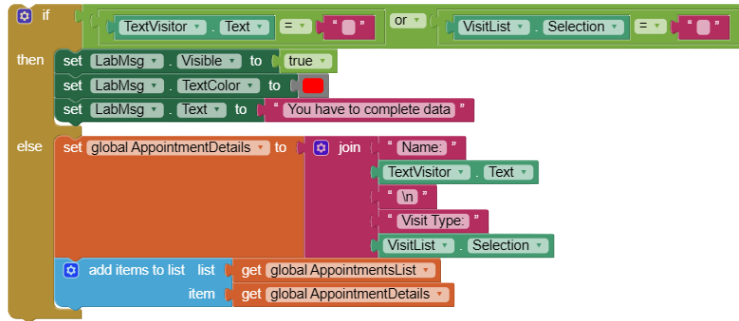 if TextVisitor . Text = " " or VisitList . Selection = " "
then set LabMsg . Visible to true
set LabMsg . TextColor to
set LabMsg . Text to " You have to complete data "
else set global AppointmentDetails to join " Name: "
TextVisitor . Text
" \n "
" Visit Type: "
VisitList . Selection
add items to list list get global AppointmentsList
item get global AppointmentDetails